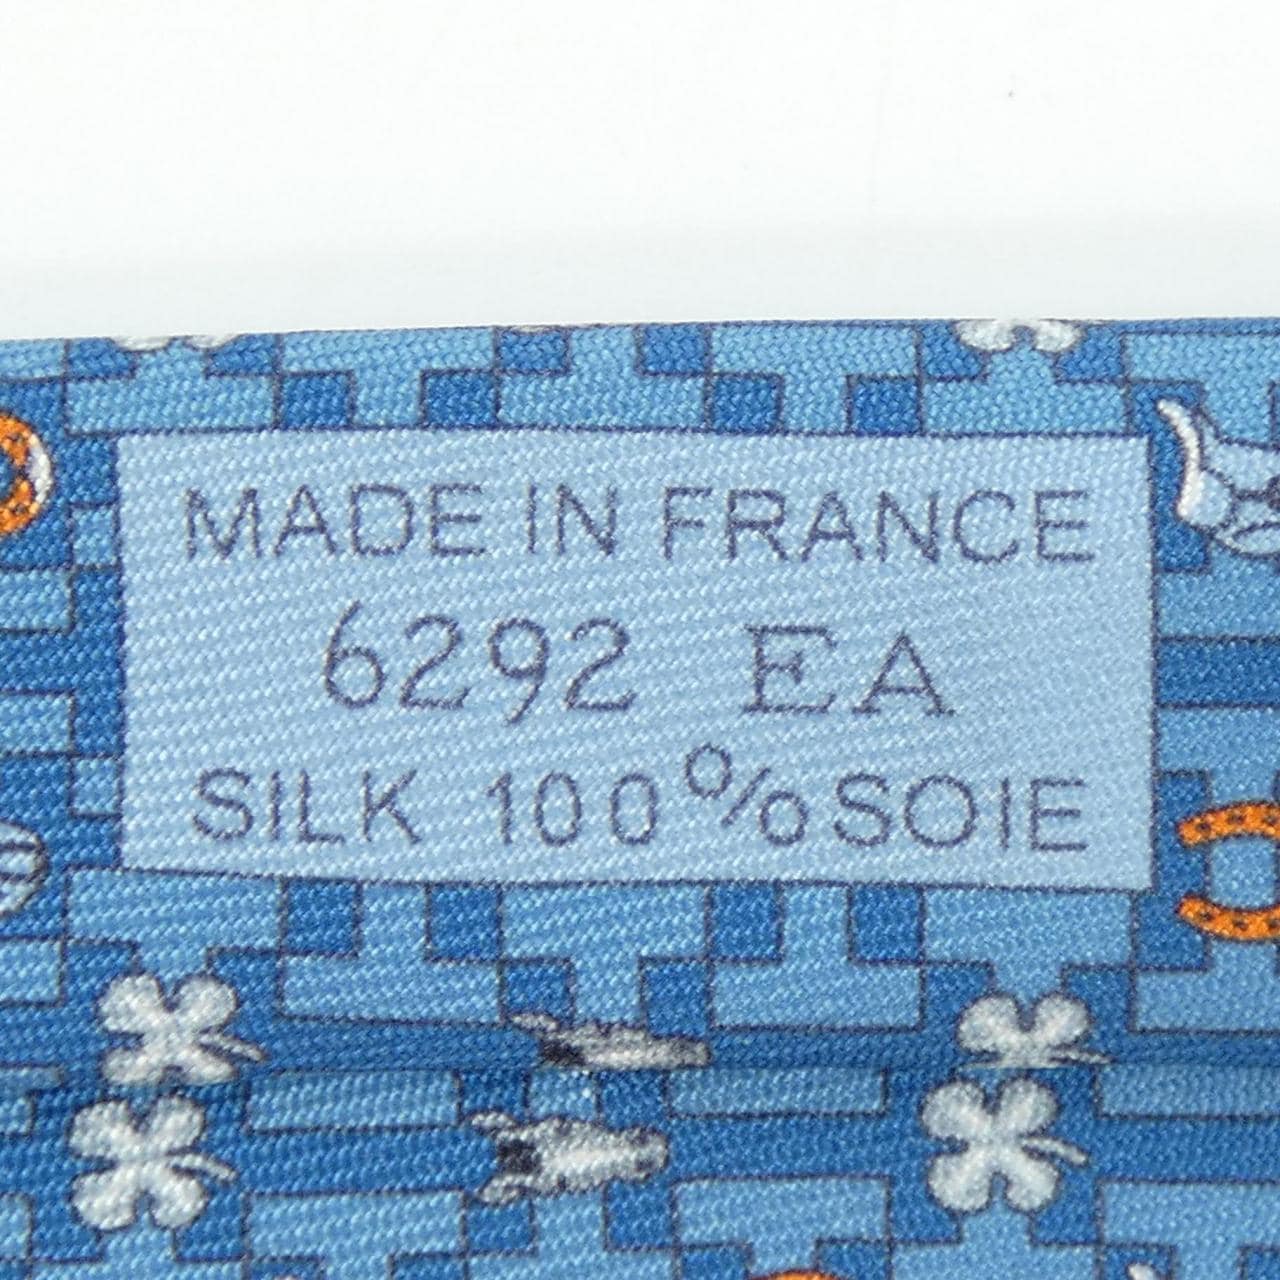 MADE IN FRANCE
6292 EA
SILK 100% SOIE